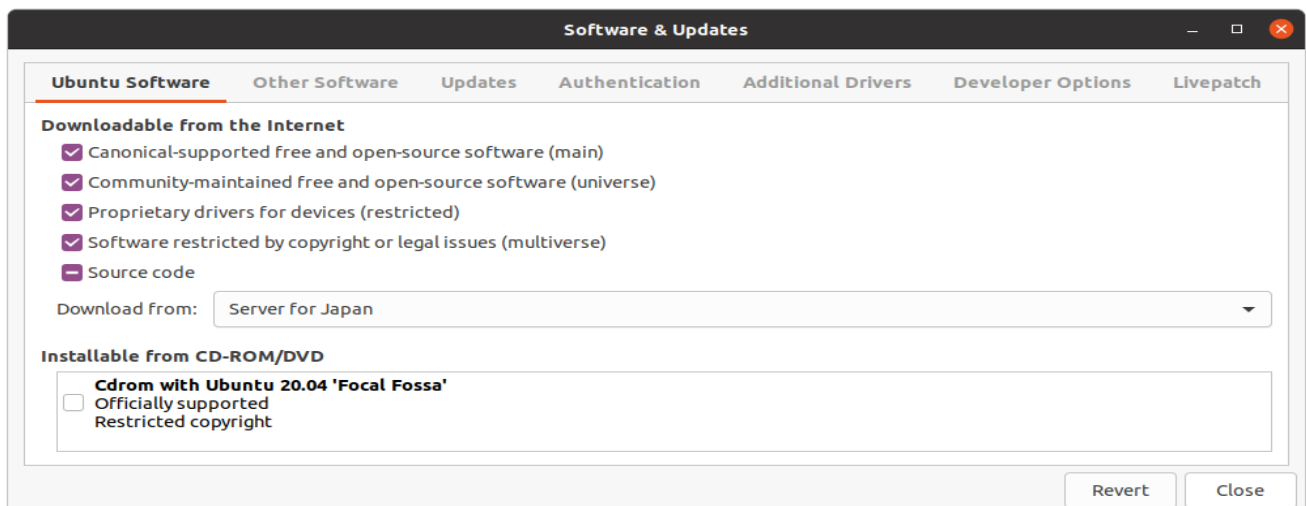 Software & Updates
Ubuntu Software Other Software Updates Authentication Additional Drivers Developer Options Livepatch
Downloadable from the Internet
Canonical-supported free and open-source software (main)
Community-maintained free and open-source software (universe)
Proprietary drivers for devices (restricted)
Software restricted by copyright or legal issues (multiverse)
Source code
Download from: Server for Japan
Installable from CD-ROM/DVD
Cdrom with Ubuntu 20.04 'Focal Fossa'
Officially supported
Restricted copyright
Revert Close